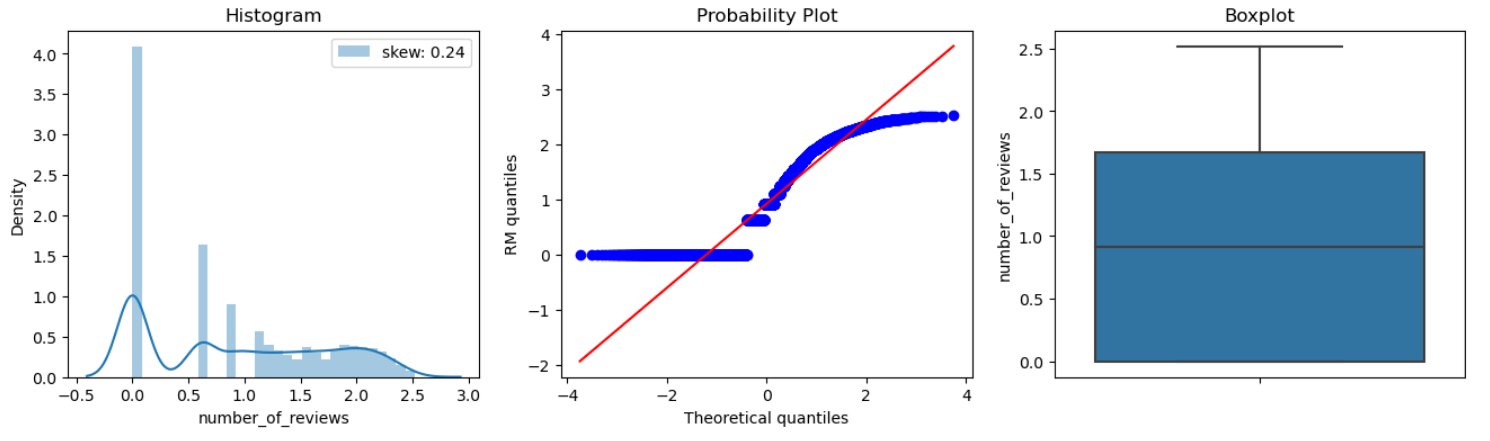 Histogram
skew: 0.24
Density
4.0
3.5
3.0
2.5
2.0
1.5
1.0
0.5
0.0
−0.5 0.0 0.5 1.0 1.5 2.0 2.5 3.0
number_of_reviews
Probability Plot
RM quantiles
4
3
2
1
0
−1
−2
−4 −2 0 2 4
Theoretical quantiles
Boxplot
number_of_reviews
2.5
2.0
1.5
1.0
0.5
0.0